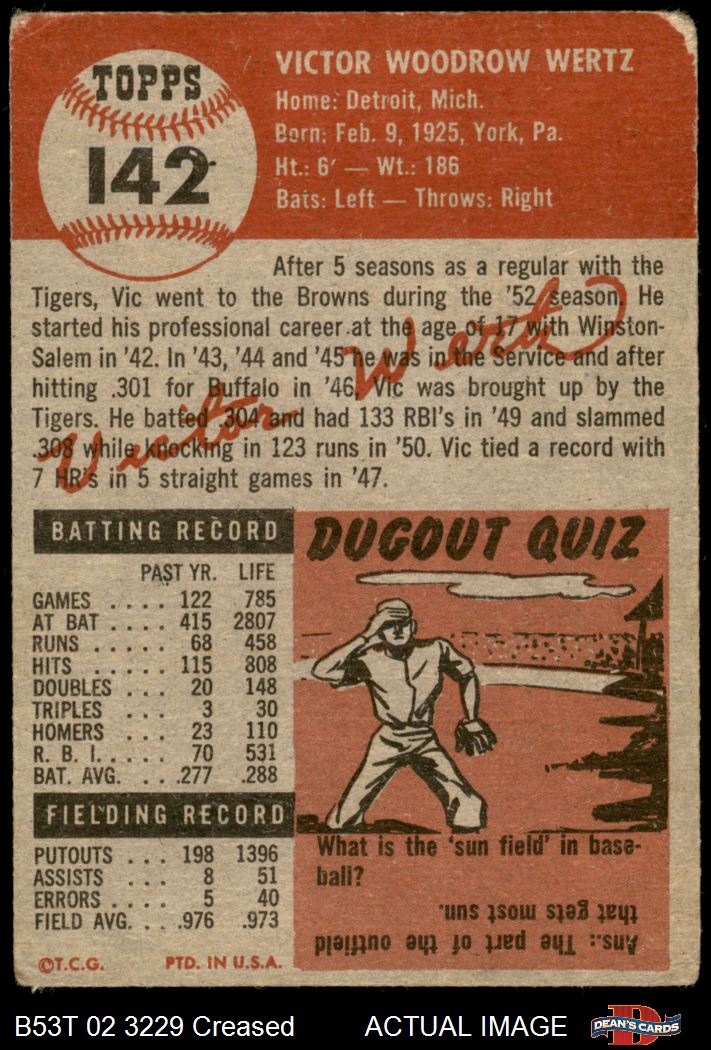 TOPPS
142
VICTOR WOODROW WERTZ
Home: Detroit, Mich.
Born: Feb. 9, 1925, York, Pa.
Ht.: 6' — Wt.: 186
Bats: Left — Throws: Right
After 5 seasons as a regular with the
Tigers, Vic went to the Browns during the '52 season. He
started his professional career at the age of 17 with Winston-
Salem in '42. In '43, '44 and '45 he was in the Service and after
hitting .301 for Buffalo in '46, Vic was brought up by the
Tigers. He batted .304 and had 133 RBI's in '49 and slammed
.308 while knocking in 123 runs in '50. Vic tied a record with
7 HR's in 5 straight games in '47.
Victor Wertz
BATTING RECORD
PAST YR. LIFE
GAMES .... 122 785
AT BAT .... 415 2807
RUNS ..... 68 458
HITS ..... 115 808
DOUBLES ... 20 148
TRIPLES ... 3 30
HOMERS ... 23 110
R. B. I. .... 70 531
BAT. AVG. . . .277 .288
FIELDING RECORD
PUTOUTS ... 198 1396
ASSISTS ... 8 51
ERRORS .... 5 40
FIELD AVG. . . .976 .973
©T.C.G. PTD. IN U.S.A.
DUGOUT QUIZ
What is the 'sun field' in base-
ball?
Ans.: The part of the outfield
that gets most sun.
B53T 02 3229 Creased ACTUAL IMAGE
D
DEAN'S CARDS